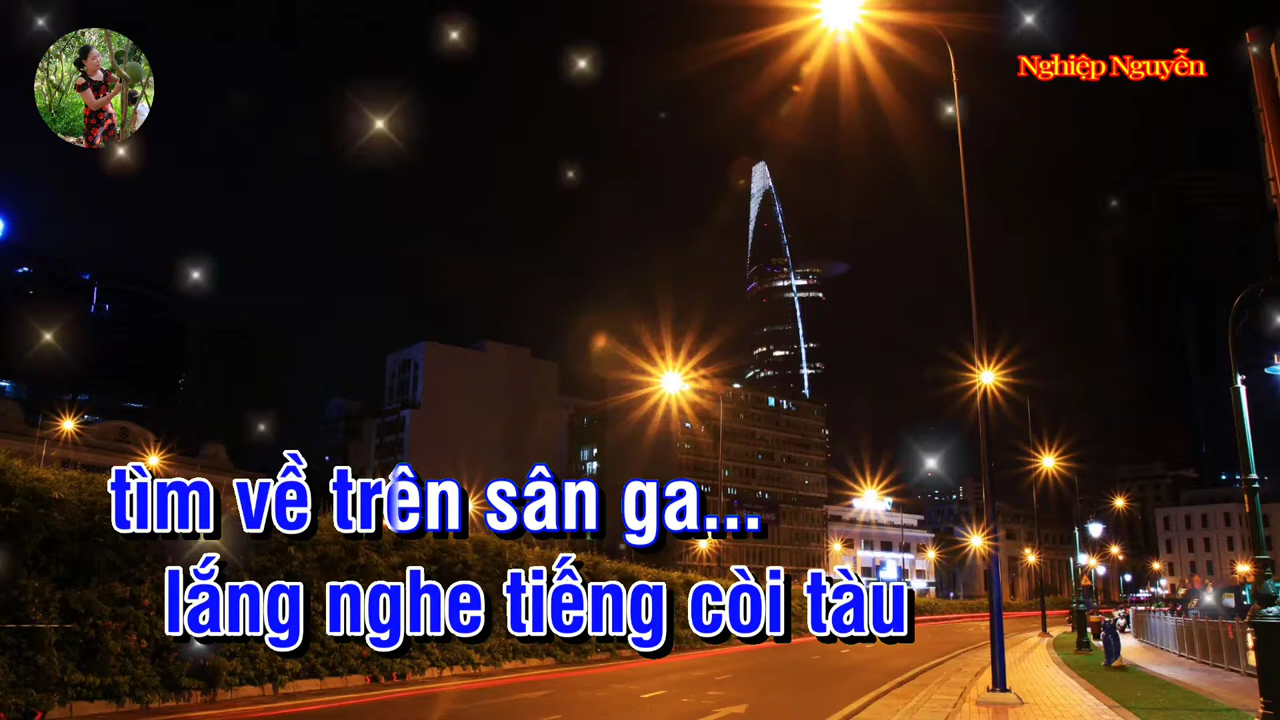 Nghiệp Nguyễn
tìm về trên sân ga...
lắng nghe tiếng còi tàu